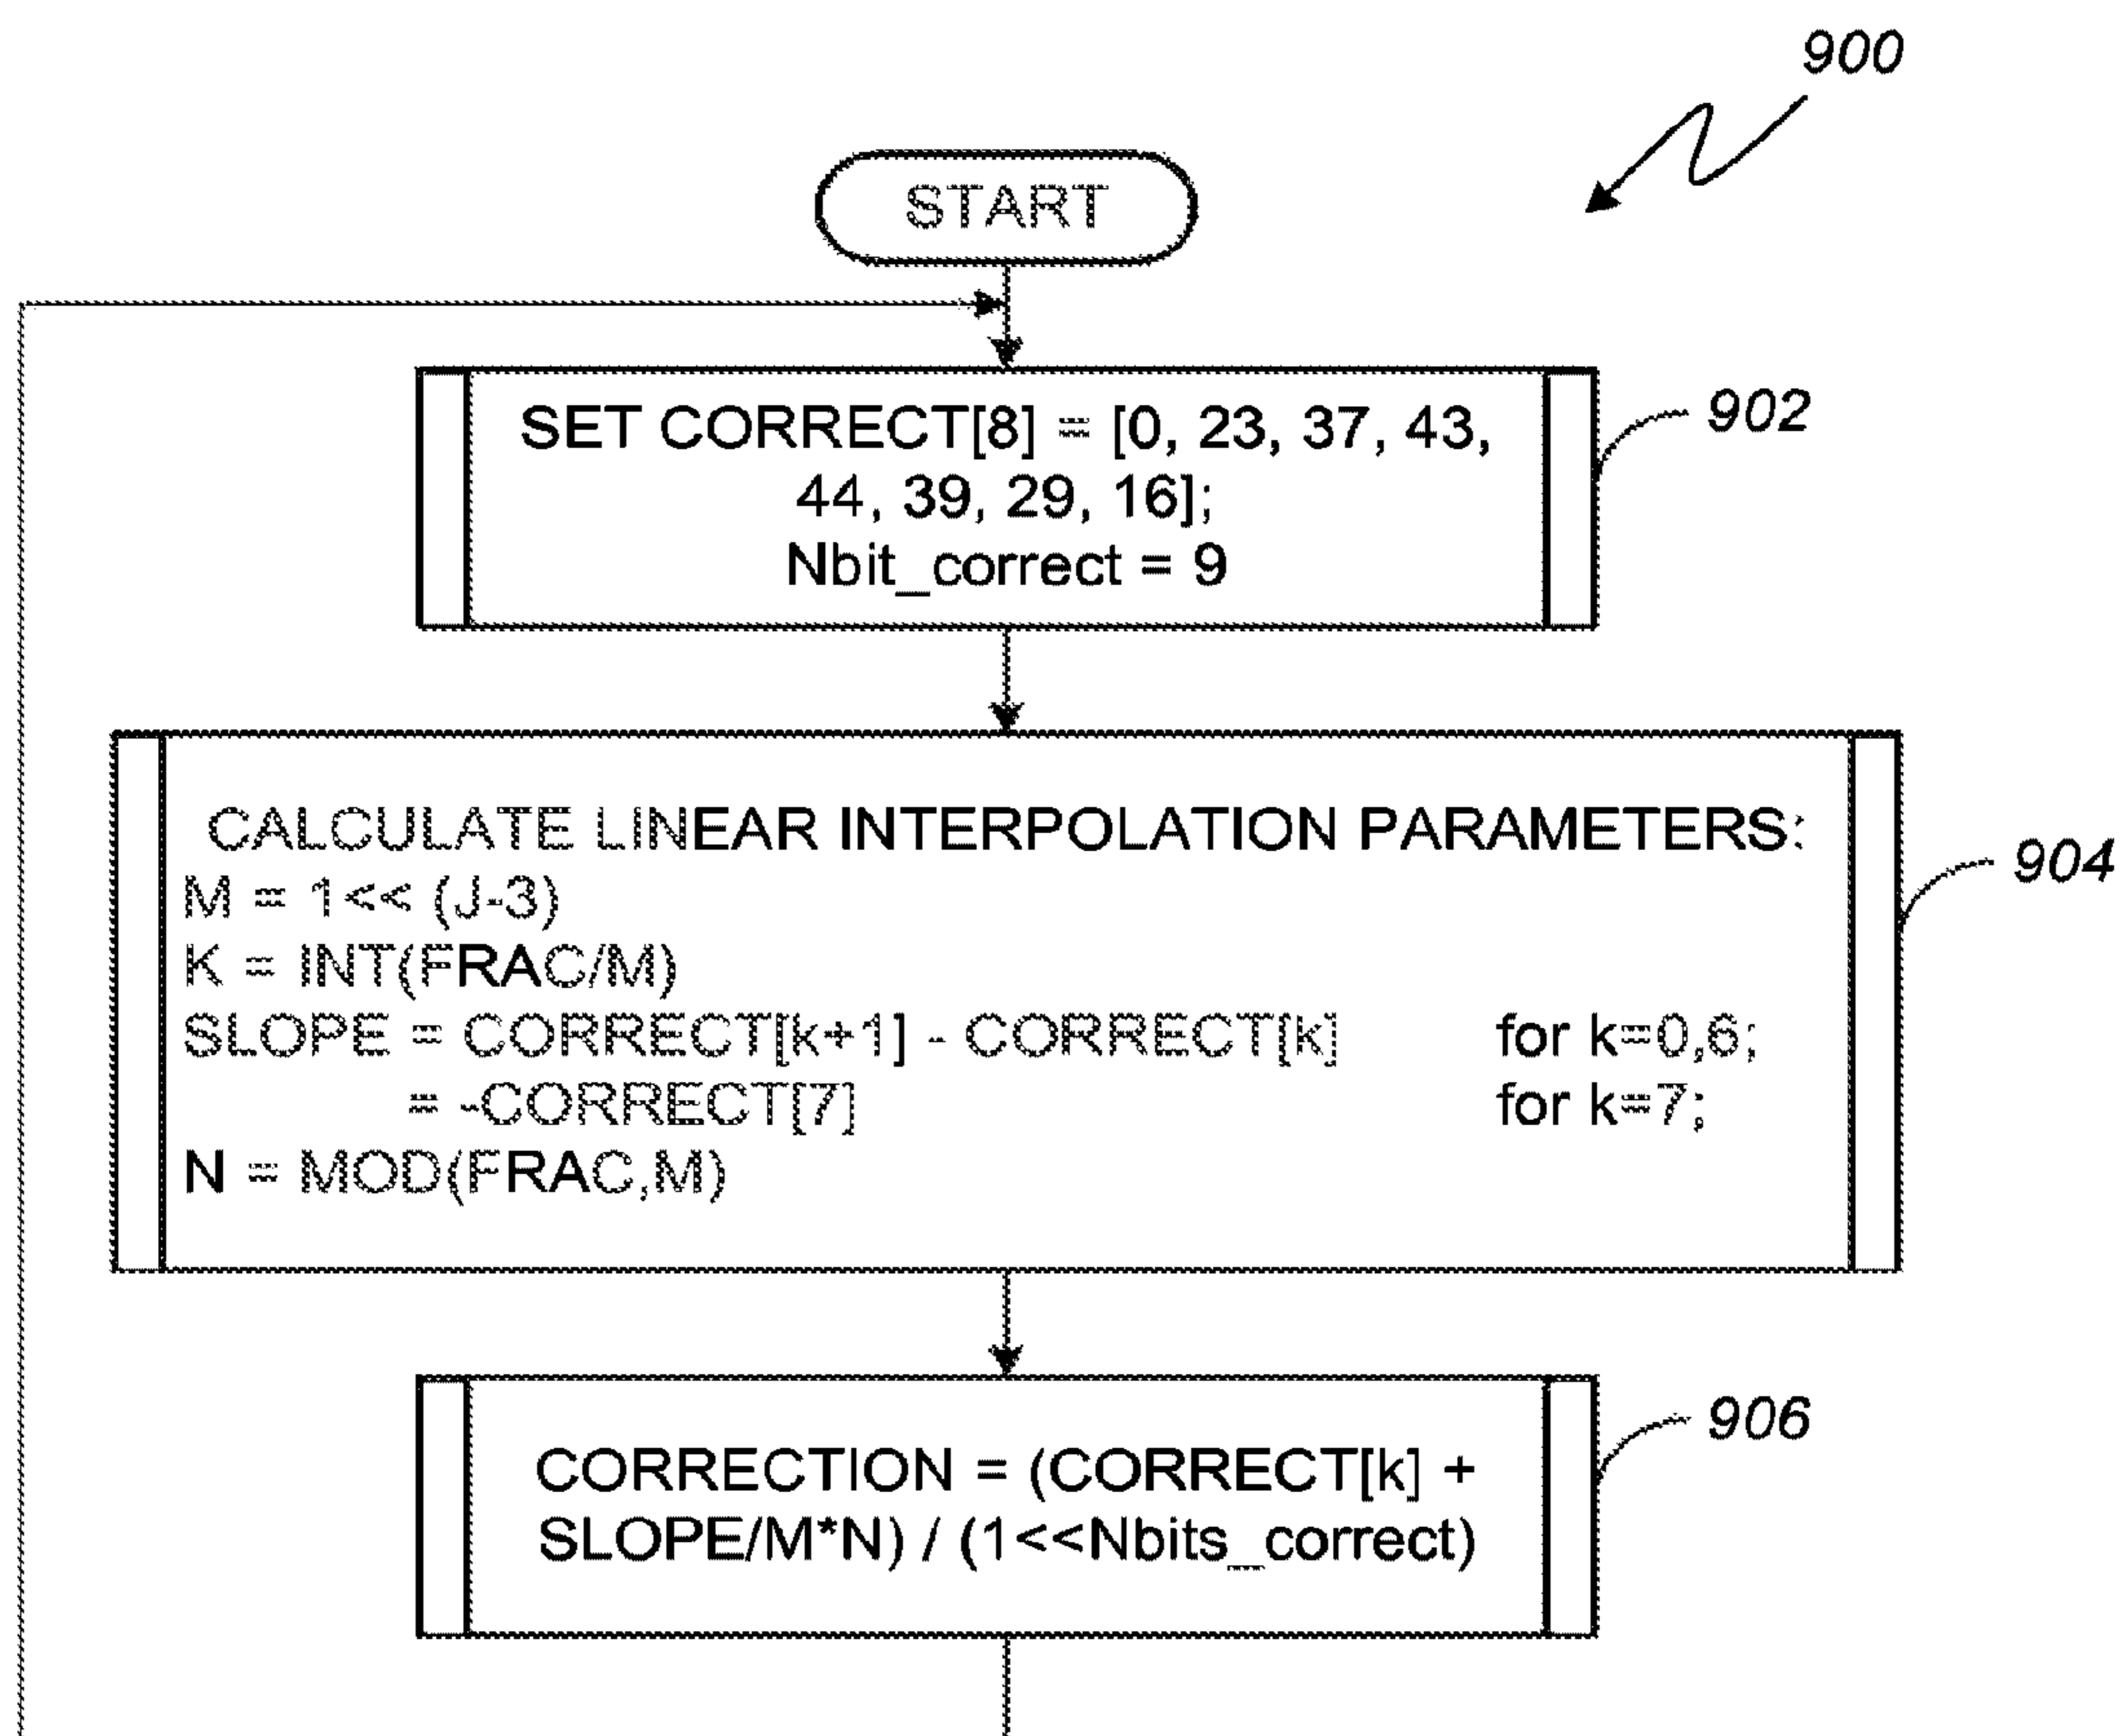 900
START
SET CORRECT[8] = [0, 23, 37, 43,
44, 39, 29, 16];
Nbit_correct = 9
902
CALCULATE LINEAR INTERPOLATION PARAMETERS:
M = 1<< (J-3)
K = INT(FRAC/M)
SLOPE = CORRECT[k+1] - CORRECT[k] for k=0,6;
= -CORRECT[7] for k=7;
N = MOD(FRAC,M)
904
CORRECTION = (CORRECT[k] +
SLOPE/M*N) / (1<<Nbits_correct)
906